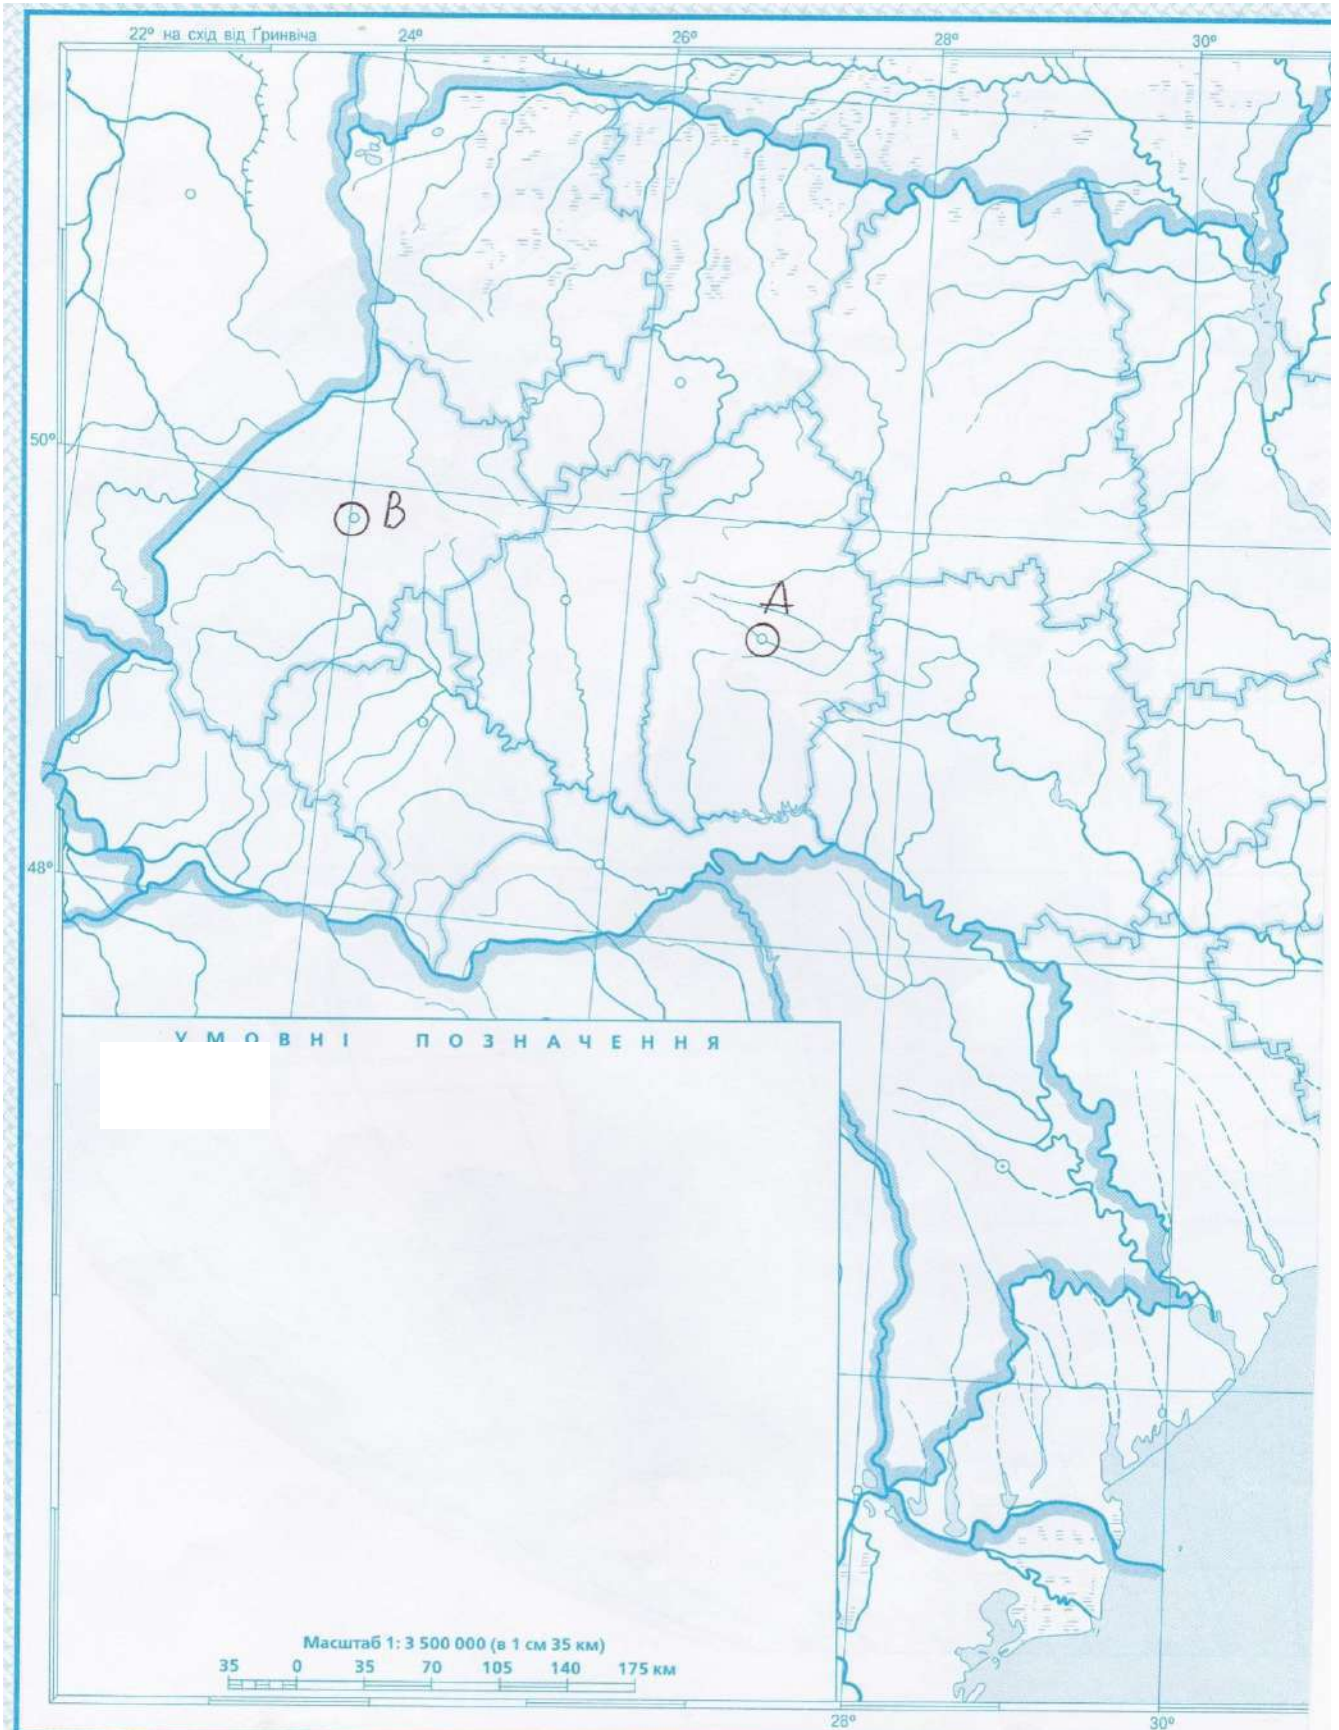 22° на схід від Ґринвіча 24° 26° 28° 30°
50°
B
A
48°
УМОВНІ ПОЗНАЧЕННЯ
Масштаб 1: 3 500 000 (в 1 см 35 км)
35 0 35 70 105 140 175 км
28° 30°